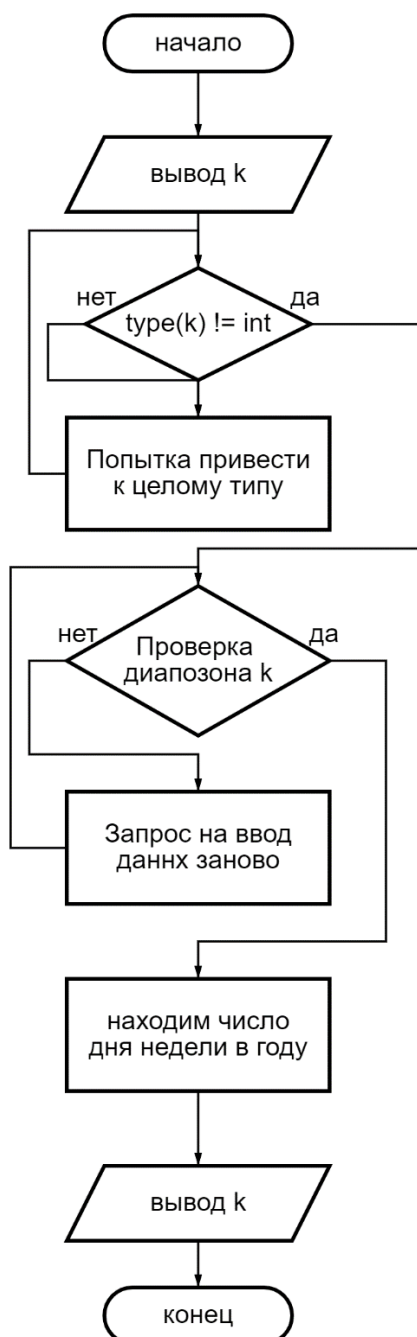 начало
вывод k
нет
да
type(k) != int
Попытка привести
к целому типу
нет
да
Проверка
диапозона k
Запрос на ввод
даннх заново
находим число
дня недели в году
вывод k
конец